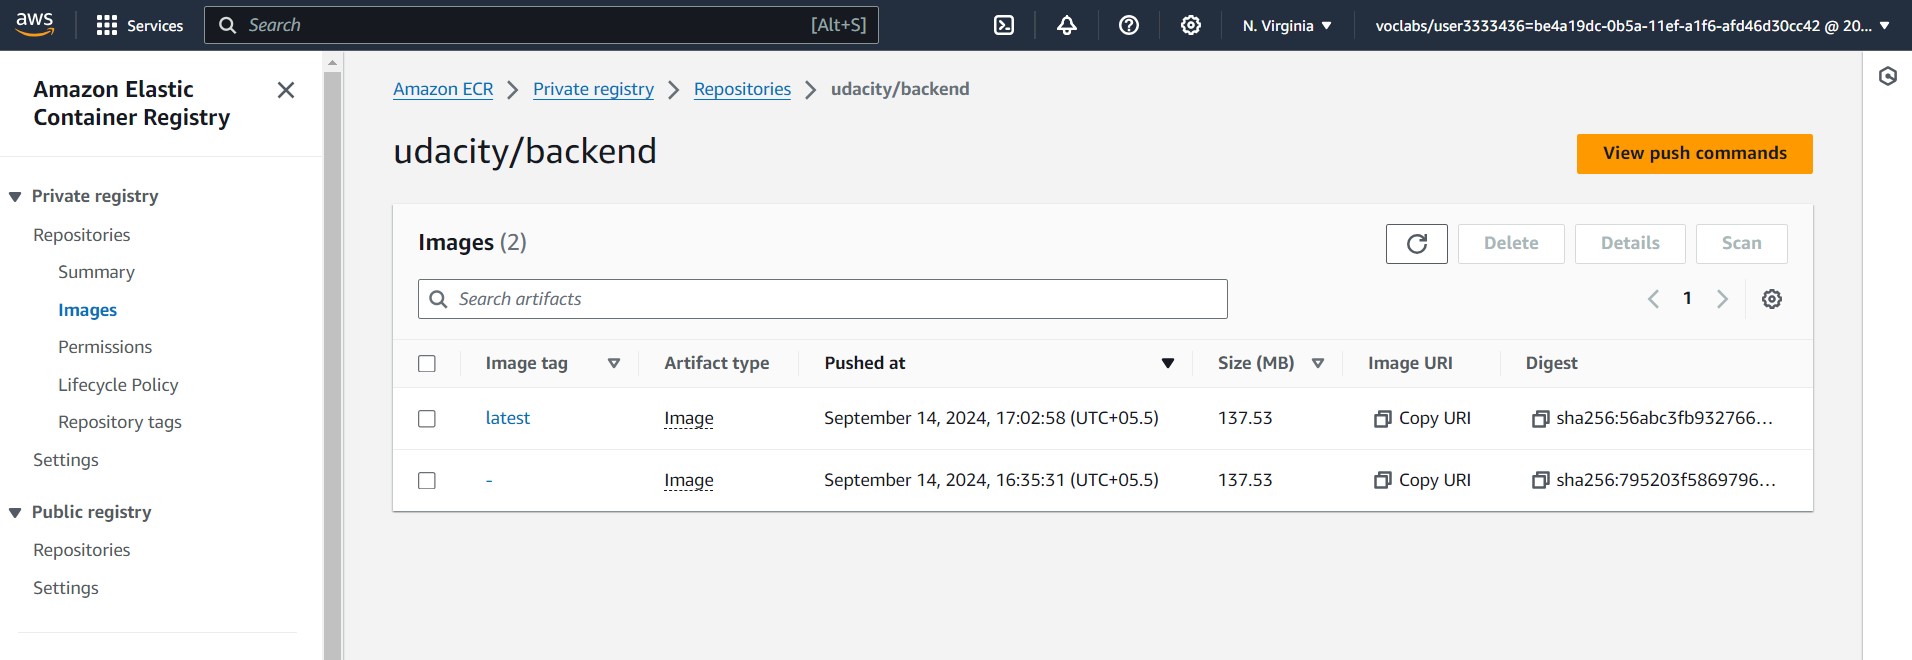 aws
Services
Search
[Alt+S]
N. Virginia
voclabs/user3333436=be4a19dc-0b5a-11ef-a1f6-afd46d30cc42 @ 20...
Amazon Elastic
Container Registry
Private registry
Repositories
Summary
Images
Permissions
Lifecycle Policy
Repository tags
Settings
Public registry
Repositories
Settings
Amazon ECR
Private registry
Repositories
udacity/backend
udacity/backend
View push commands
Images (2)
Delete
Details
Scan
Search artifacts
1
Image tag
Artifact type
Pushed at
Size (MB)
Image URI
Digest
latest
Image
September 14, 2024, 17:02:58 (UTC+05.5)
137.53
Copy URI
sha256:56abc3fb932766...
-
Image
September 14, 2024, 16:35:31 (UTC+05.5)
137.53
Copy URI
sha256:795203f5869796...